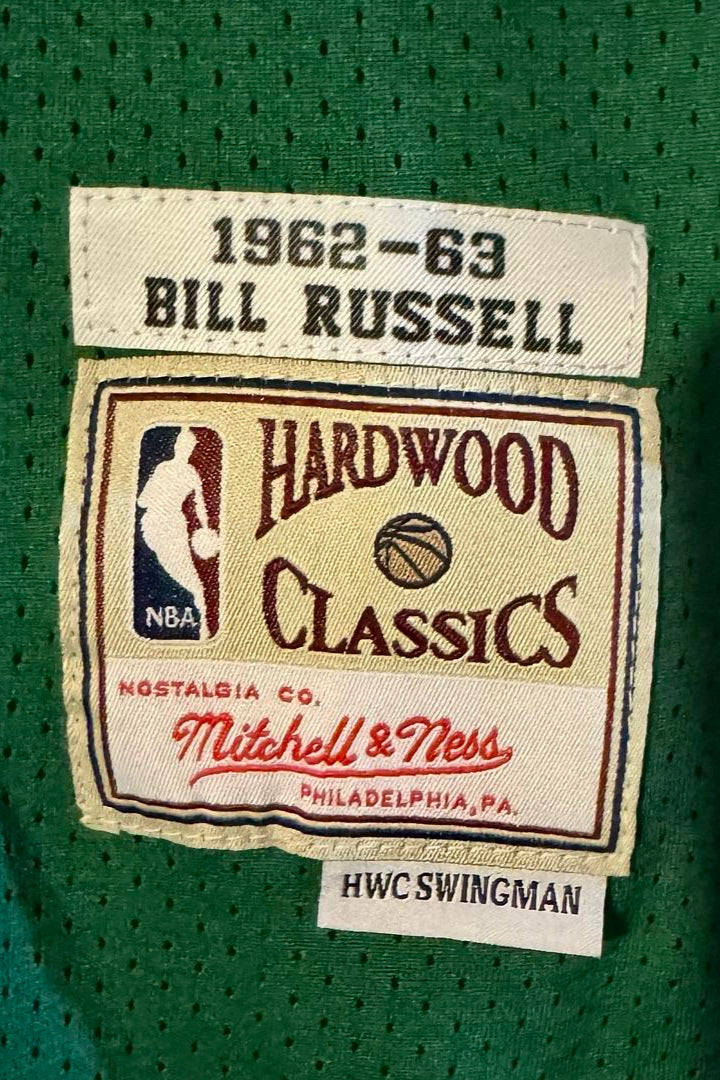 1962-63
BILL RUSSELL
HARDWOOD
CLASSICS
NBA
NOSTALGIA CO.
Mitchell & Ness
PHILADELPHIA, PA.
HWC SWINGMAN